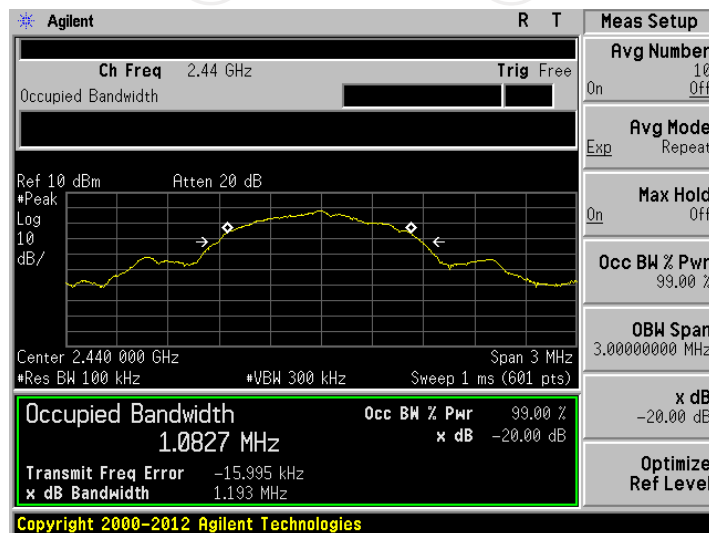 Agilent R T
Meas Setup
Ch Freq 2.44 GHz Trig Free
Occupied Bandwidth
Avg Number
10
On Off
Avg Mode
Exp Repeat
Max Hold
On Off
Occ BW % Pwr
99.00 %
OBW Span
3.00000000 MHz
x dB
-20.00 dB
Optimize
Ref Level
Ref 10 dBm Atten 20 dB
#Peak
Log
10
dB/
Center 2.440 000 GHz Span 3 MHz
#Res BW 100 kHz #VBW 300 kHz Sweep 1 ms (601 pts)
Occupied Bandwidth
1.0827 MHz
Occ BW % Pwr 99.00 %
x dB -20.00 dB
Transmit Freq Error -15.995 kHz
x dB Bandwidth 1.193 MHz
Copyright 2000-2012 Agilent Technologies